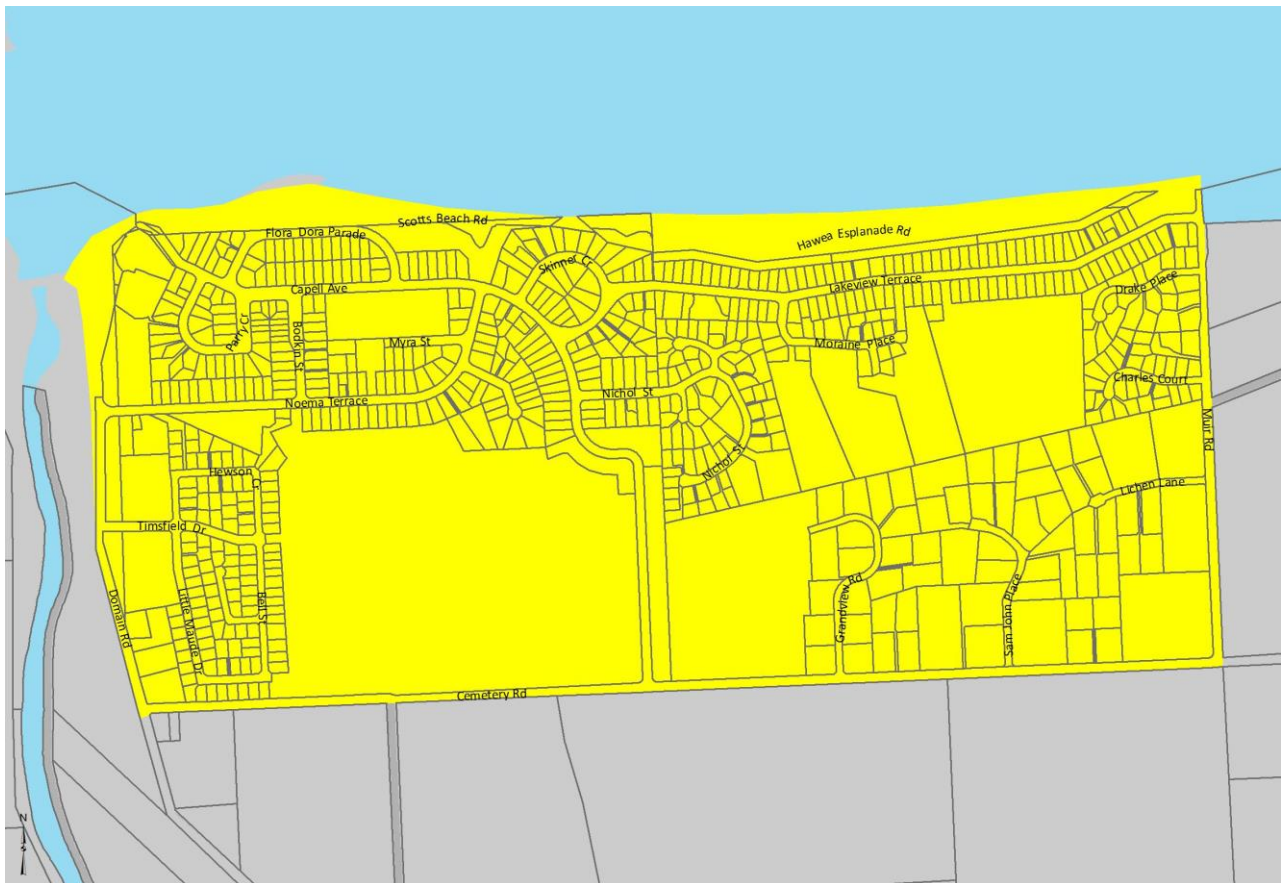 Scotts Beach Rd
Flora Dora Parade
Hawea Esplanade Rd
Skinner Cr
Capell Ave
Lakeview Terrace
Drake Place
Parry Cr
Bodkin St
Myra St
Moraine Place
Charles Court
Nichol St
Noema Terrace
Muir Rd
Nichol St
Hewson Cr
Lichen Lane
Timsfield Dr
Domain Rd
Little Maude Dr
Bell St
Grandview Rd
Sam John Place
Cemetery Rd
N